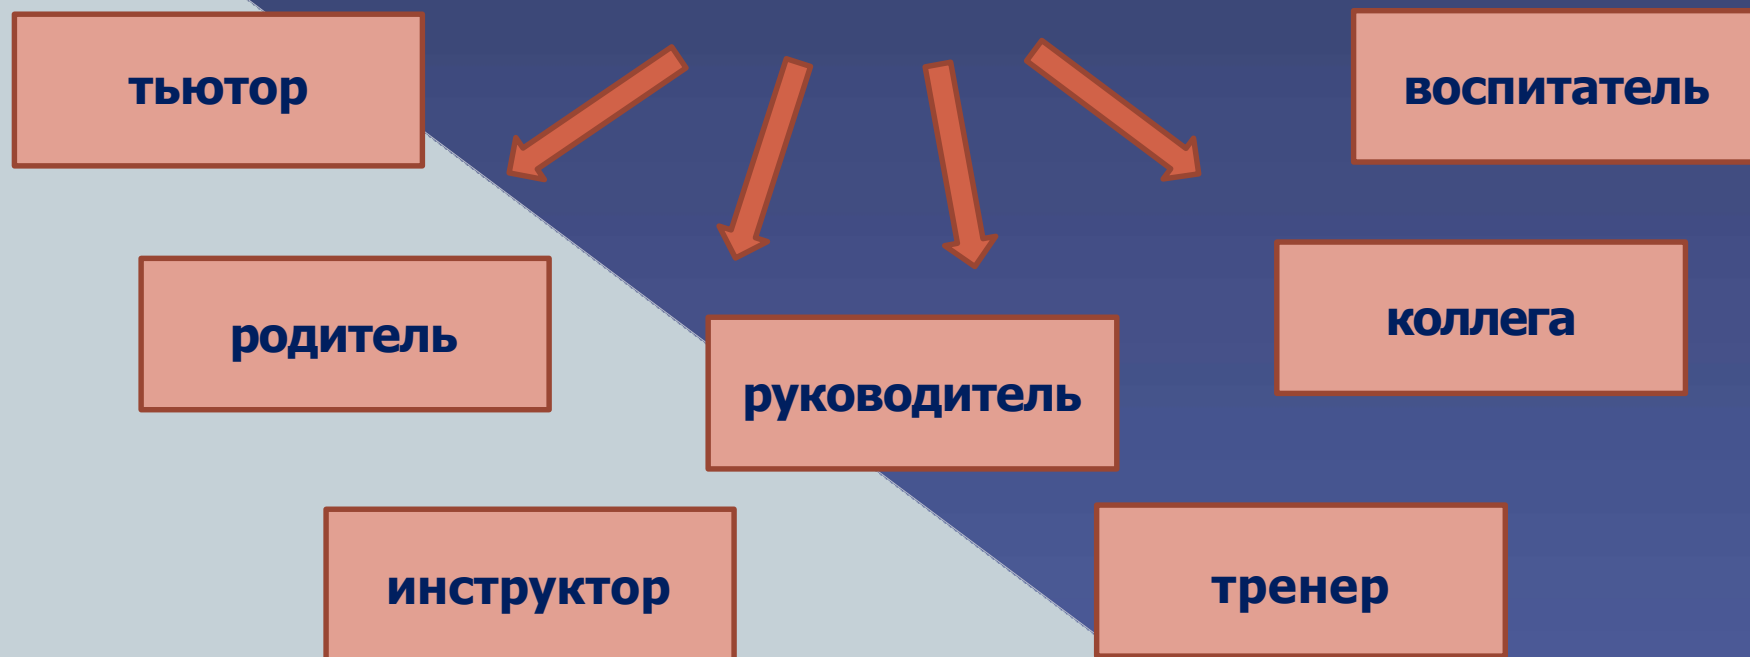 тьютор
воспитатель
родитель
коллега
руководитель
инструктор
тренер